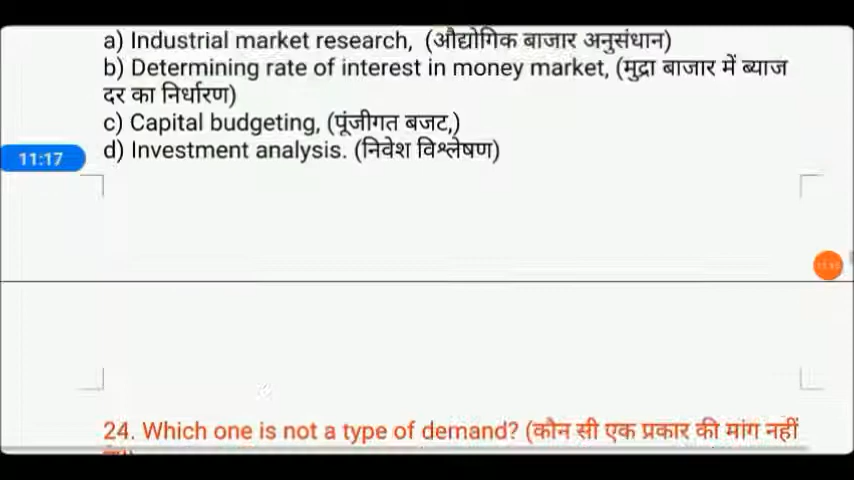 a) Industrial market research, (औद्योगिक बाजार अनुसंधान)
b) Determining rate of interest in money market, (मुद्रा बाजार में ब्याज
दर का निर्धारण)
c) Capital budgeting, (पूंजीगत बजट,)
d) Investment analysis. (निवेश विश्लेषण)
11:17
24. Which one is not a type of demand? (कौन सी एक प्रकार की मांग नहीं